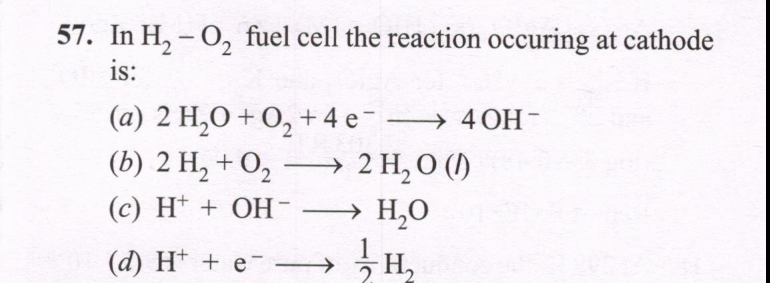 57. In H₂ – O₂ fuel cell the reaction occuring at cathode
is:
(a) 2 H₂O + O₂ + 4 e⁻ ⟶ 4 OH⁻
(b) 2 H₂ + O₂ ⟶ 2 H₂ O (l)
(c) H⁺ + OH⁻ ⟶ H₂O
(d) H⁺ + e⁻ ⟶ 1/2 H₂